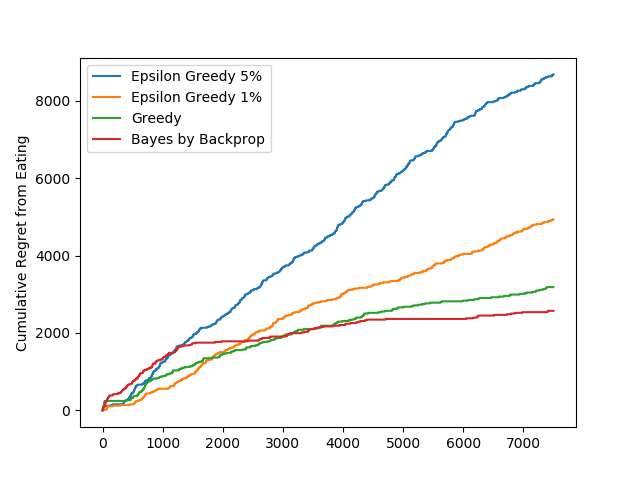 Epsilon Greedy 5%
Epsilon Greedy 1%
Greedy
Bayes by Backprop
Cumulative Regret from Eating
8000
6000
4000
2000
0
0 1000 2000 3000 4000 5000 6000 7000